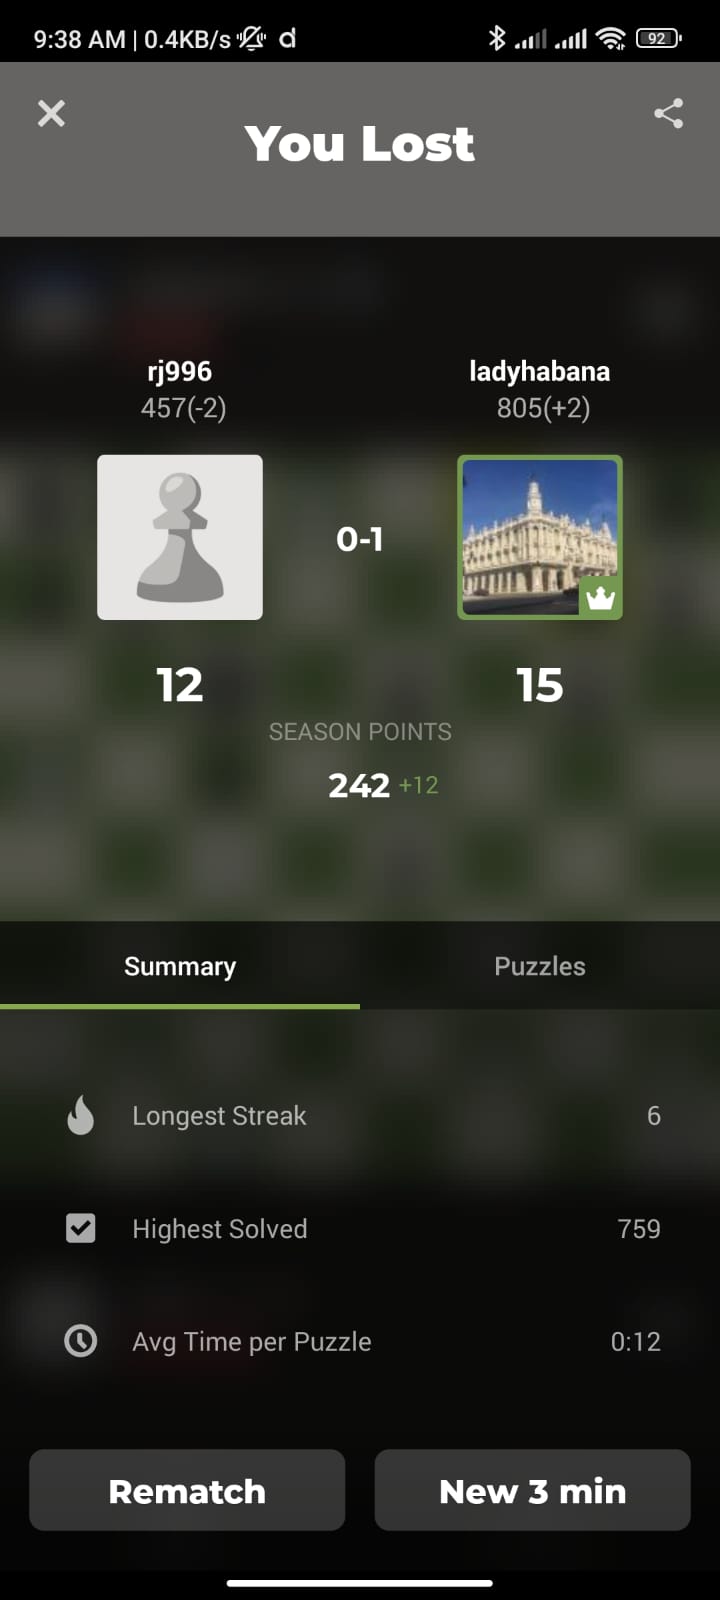 9:38 AM | 0.4KB/s
92
You Lost
rj996
457(-2)
ladyhabana
805(+2)
0-1
12
15
SEASON POINTS
242 +12
Summary
Puzzles
Longest Streak 6
Highest Solved 759
Avg Time per Puzzle 0:12
Rematch
New 3 min